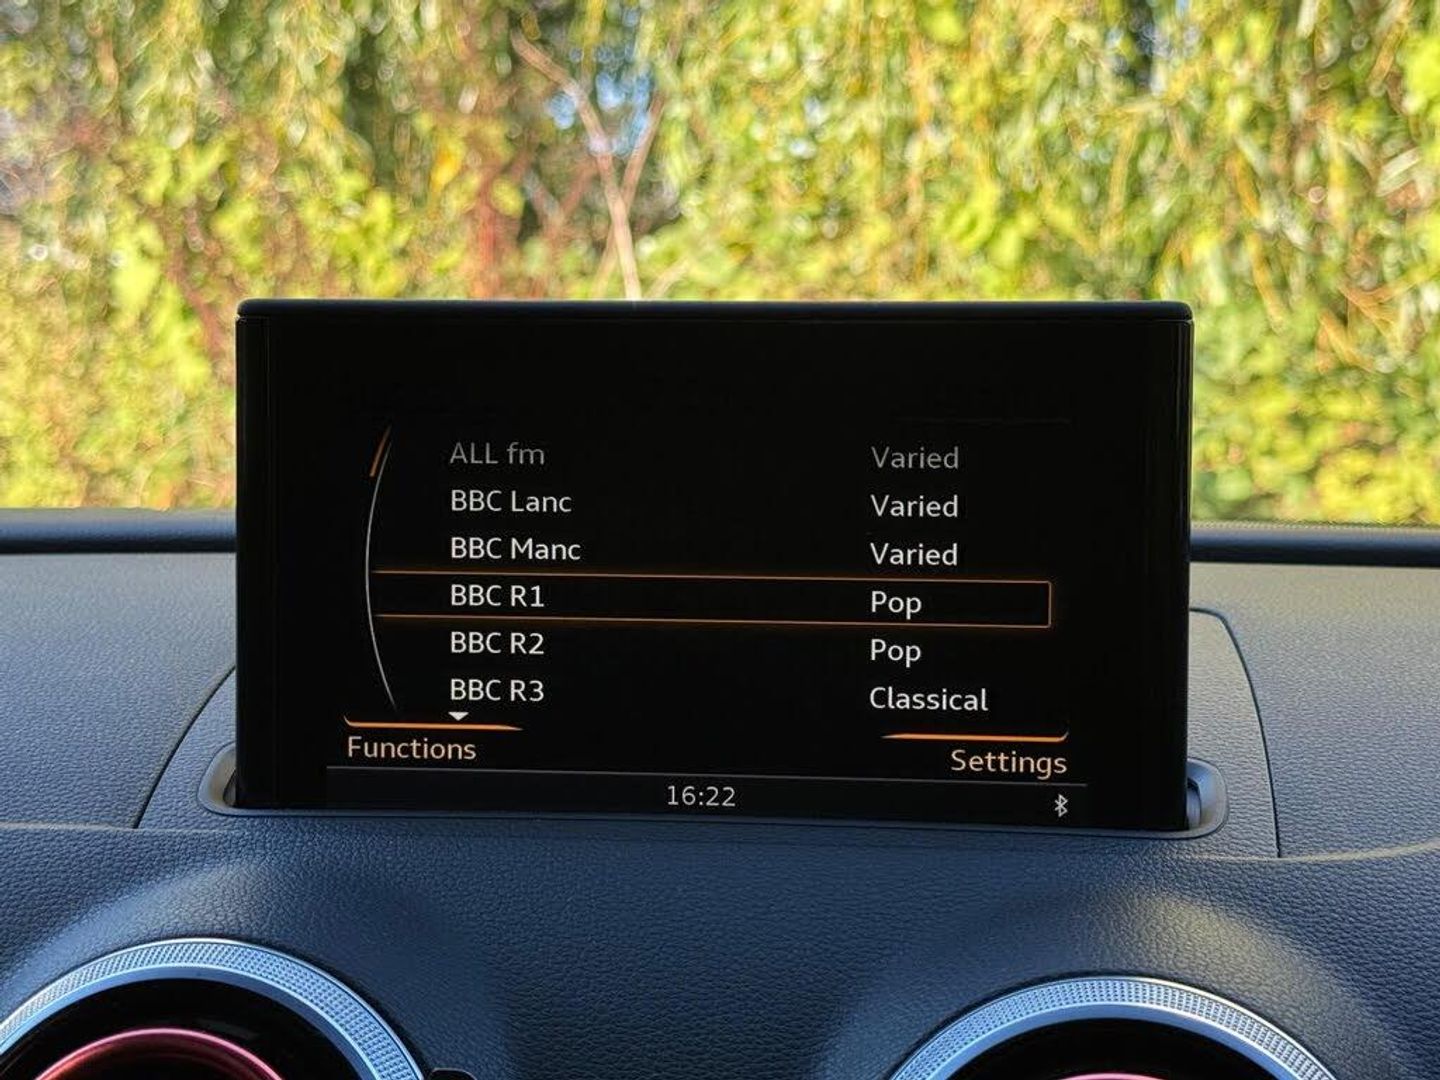 ALL fm Varied
BBC Lanc Varied
BBC Manc Varied
BBC R1 Pop
BBC R2 Pop
BBC R3 Classical
Functions Settings
16:22